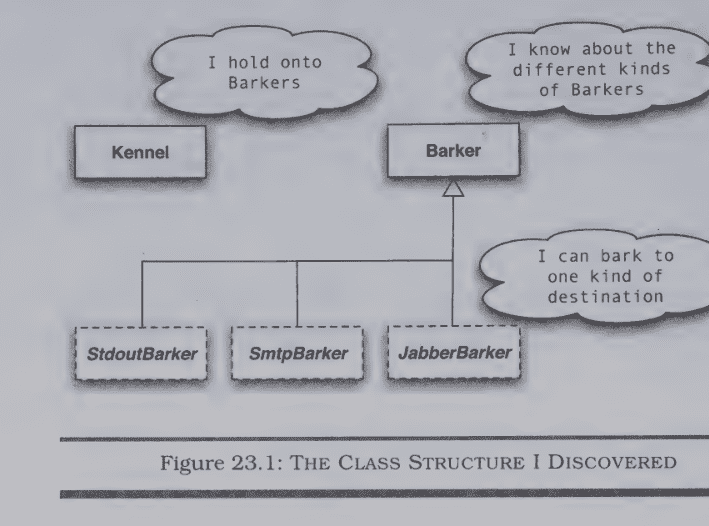 I hold onto
Barkers
I know about the
different kinds
of Barkers
Kennel
Barker
I can bark to
one kind of
destination
StdoutBarker
SmtpBarker
JabberBarker
Figure 23.1: THE CLASS STRUCTURE I DISCOVERED